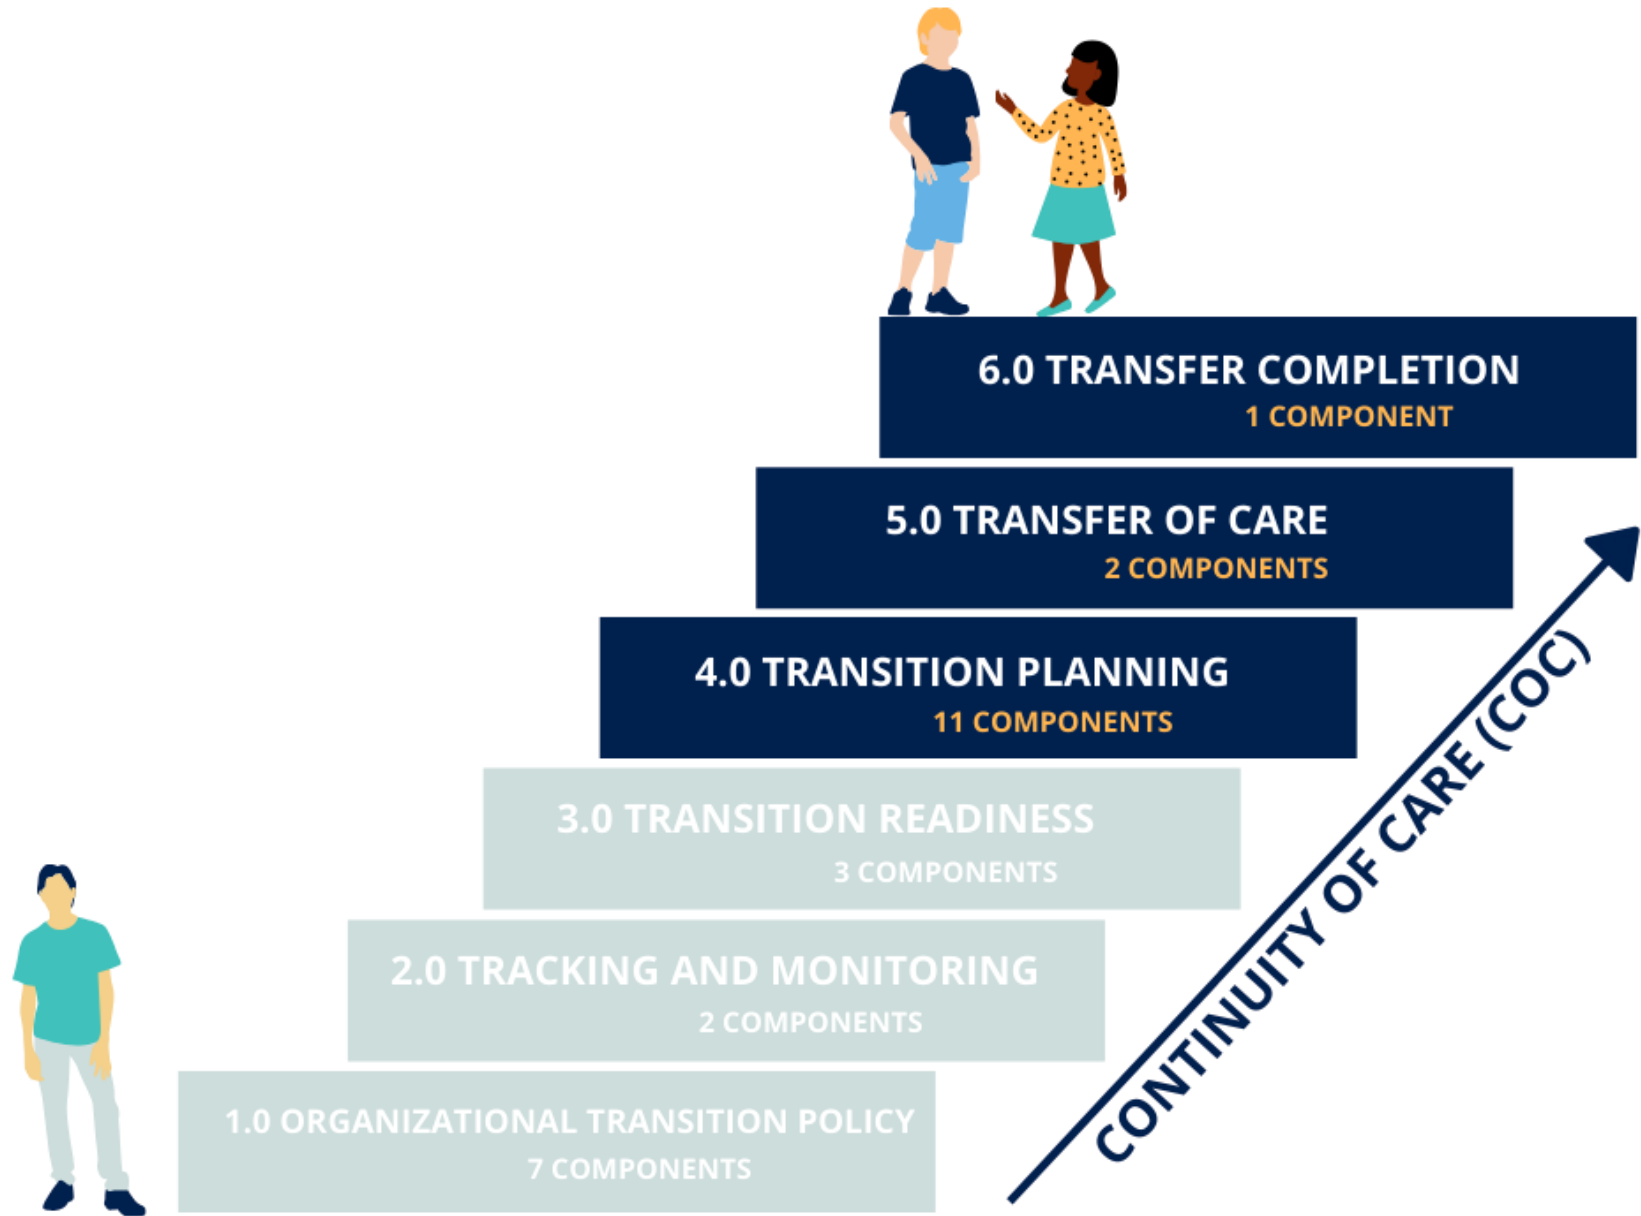 6.0 TRANSFER COMPLETION
1 COMPONENT
5.0 TRANSFER OF CARE
2 COMPONENTS
4.0 TRANSITION PLANNING
11 COMPONENTS
3.0 TRANSITION READINESS
3 COMPONENTS
2.0 TRACKING AND MONITORING
2 COMPONENTS
1.0 ORGANIZATIONAL TRANSITION POLICY
7 COMPONENTS
CONTINUITY OF CARE (COC)